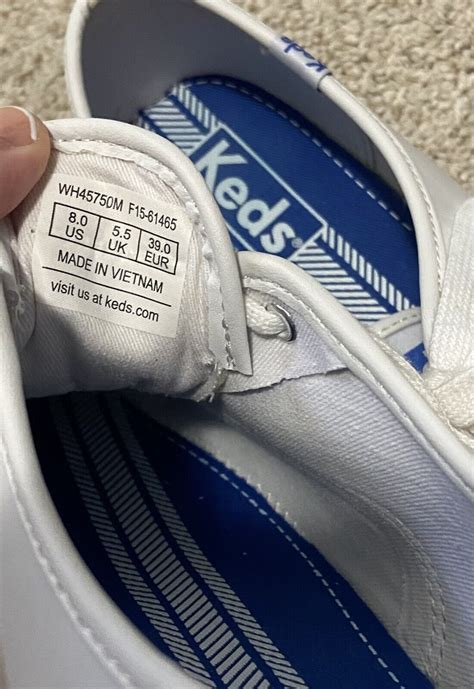 WH45750M F15-61465
8.0 5.5 39.0
US UK EUR
MADE IN VIETNAM
visit us at keds.com
Keds®
Keds